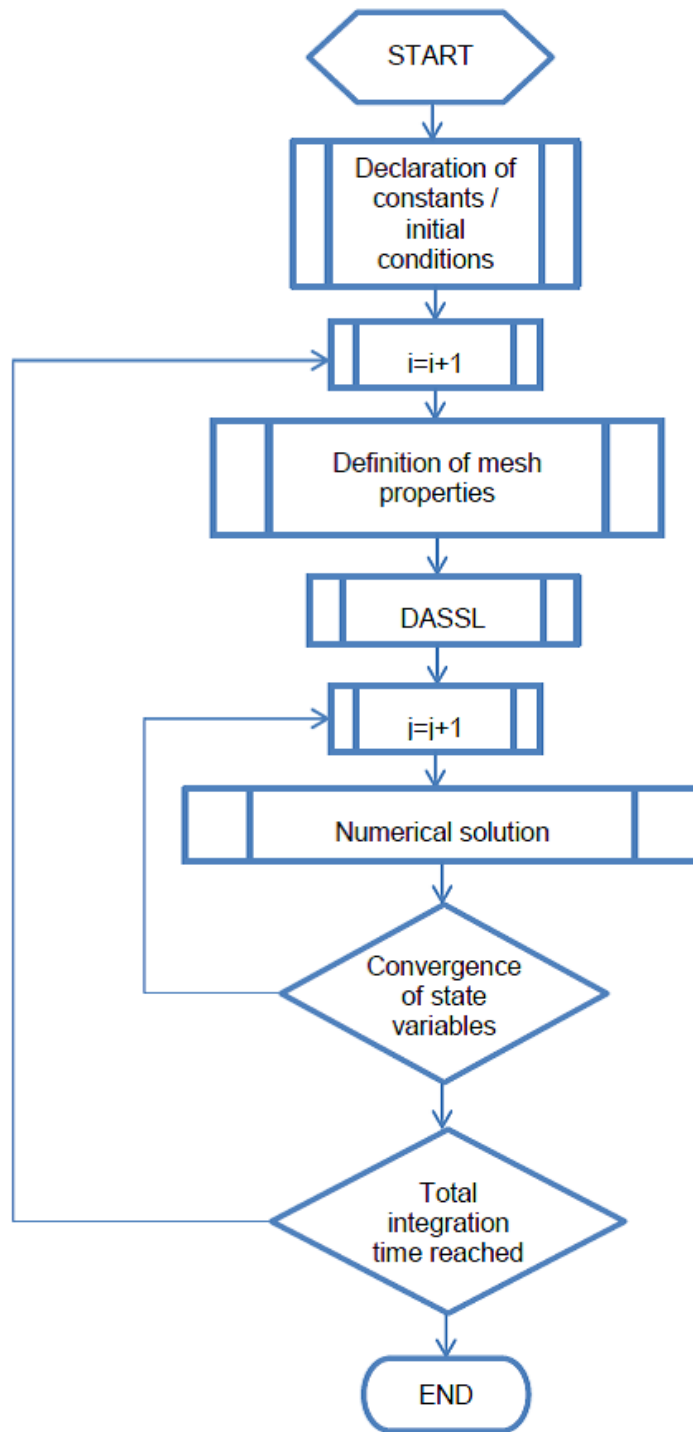 START
Declaration of
constants /
initial
conditions
i=i+1
Definition of mesh
properties
DASSL
j=j+1
Numerical solution
Convergence
of state
variables
Total
integration
time reached
END